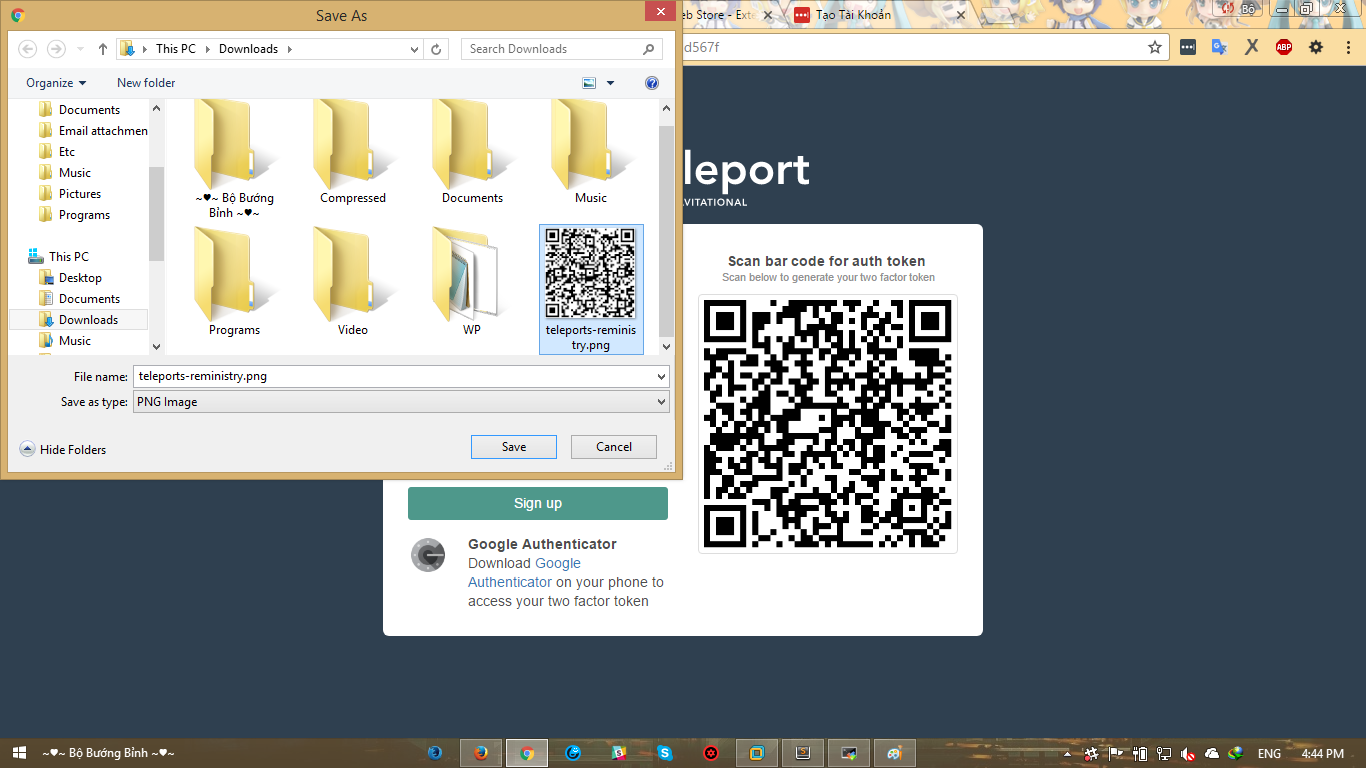 Save As
This PC
Downloads
Search Downloads
Organize
New folder
Documents
Email attachmen
Etc
Music
Pictures
Programs
This PC
Desktop
Documents
Downloads
Music
~♥~ Bộ Bướng
Bỉnh ~♥~
Compressed
Documents
Music
Programs
Video
WP
teleports-reminis
try.png
File name:
teleports-reministry.png
Save as type:
PNG Image
Hide Folders
Save
Cancel
eb Store - Exte
Tạo Tài Khoản
Bộ
d567f
ABP
leport
AVITATIONAL
Scan bar code for auth token
Scan below to generate your two factor token
Sign up
Google Authenticator
Download Google
Authenticator on your phone to
access your two factor token
~♥~ Bộ Bướng Bỉnh ~♥~
ENG
4:44 PM